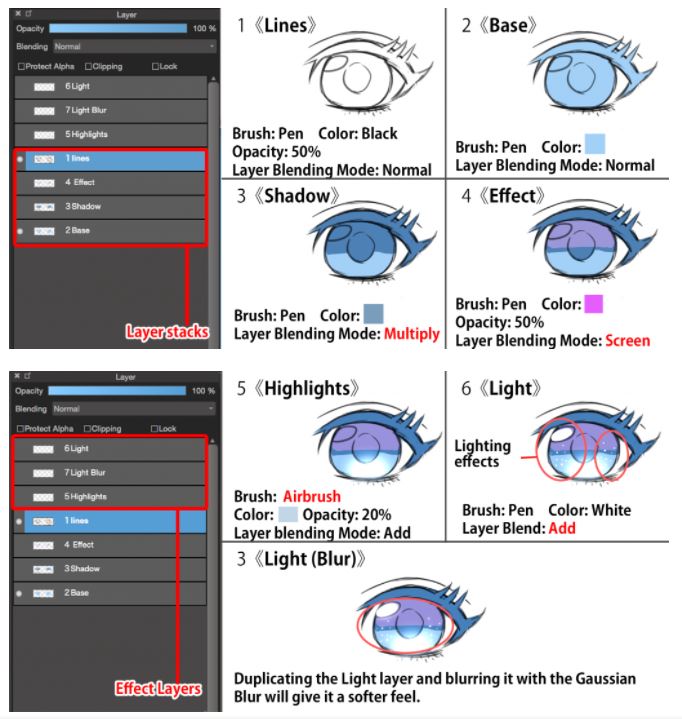 Layer
Opacity 100 %
Blending Normal
Protect Alpha Clipping Lock
6 Light
7 Light Blur
5 Highlights
1 lines
4 Effect
3 Shadow
2 Base
Layer stacks
1 《Lines》
Brush: Pen Color: Black
Opacity: 50%
Layer Blending Mode: Normal
2 《Base》
Brush: Pen Color:
Layer Blending Mode: Normal
3 《Shadow》
Brush: Pen Color:
Layer Blending Mode: Multiply
4 《Effect》
Brush: Pen Color:
Opacity: 50%
Layer Blending Mode: Screen
Layer
Opacity 100 %
Blending Normal
Protect Alpha Clipping Lock
6 Light
7 Light Blur
5 Highlights
1 lines
4 Effect
3 Shadow
2 Base
Effect Layers
5 《Highlights》
Brush: Airbrush
Color: Opacity: 20%
Layer blending Mode: Add
6 《Light》
Lighting
effects
Brush: Pen Color: White
Layer Blend: Add
3 《Light (Blur)》
Duplicating the Light layer and blurring it with the Gaussian
Blur will give it a softer feel.